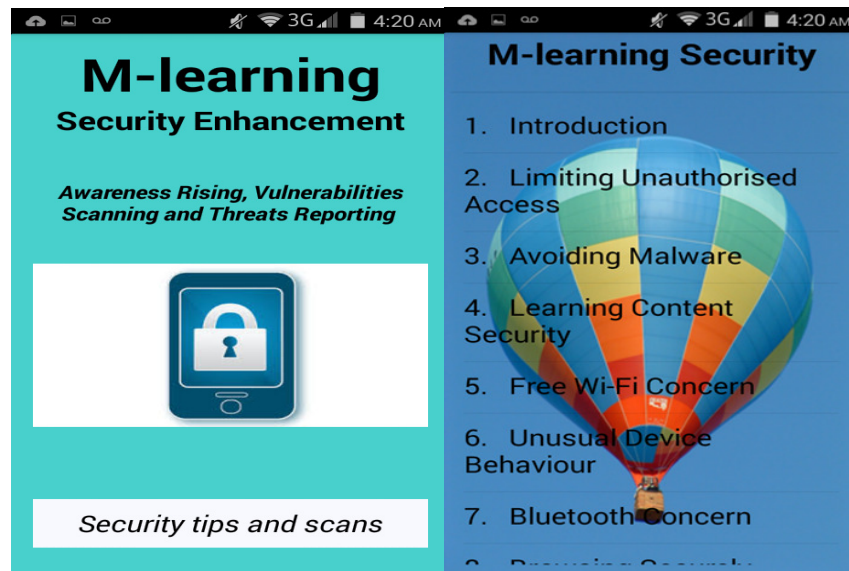 3G 4:20 AM
M-learning
Security Enhancement
Awareness Rising, Vulnerabilities
Scanning and Threats Reporting
Security tips and scans
3G 4:20 AM
M-learning Security
1. Introduction
2. Limiting Unauthorised
Access
3. Avoiding Malware
4. Learning Content
Security
5. Free Wi-Fi Concern
6. Unusual Device
Behaviour
7. Bluetooth Concern